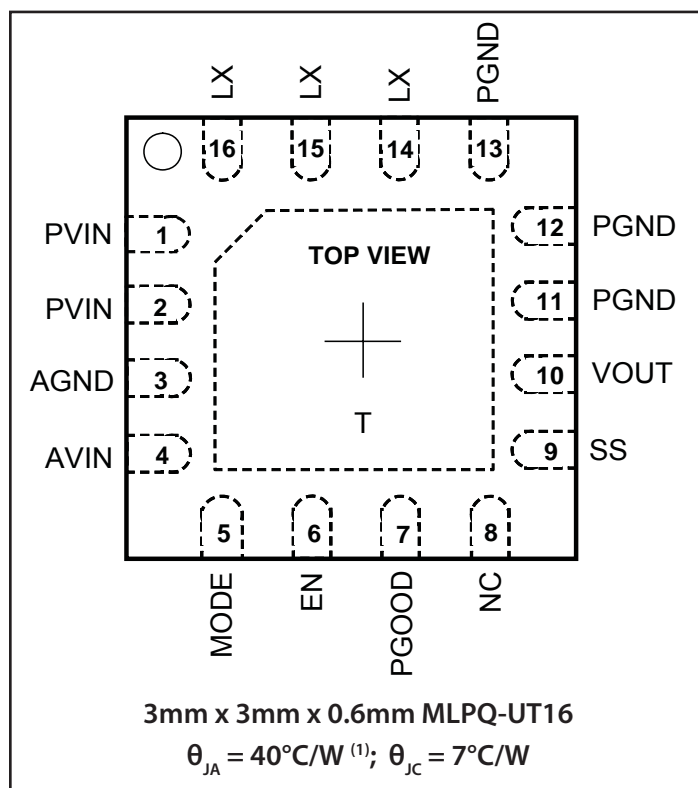 LX LX LX PGND
16 15 14 13
PVIN 1 12 PGND
TOP VIEW
PVIN 2 11 PGND
AGND 3 10 VOUT
T
AVIN 4 9 SS
5 6 7 8
MODE EN PGOOD NC
3mm x 3mm x 0.6mm MLPQ-UT16
θJA = 40°C/W (1); θJC = 7°C/W